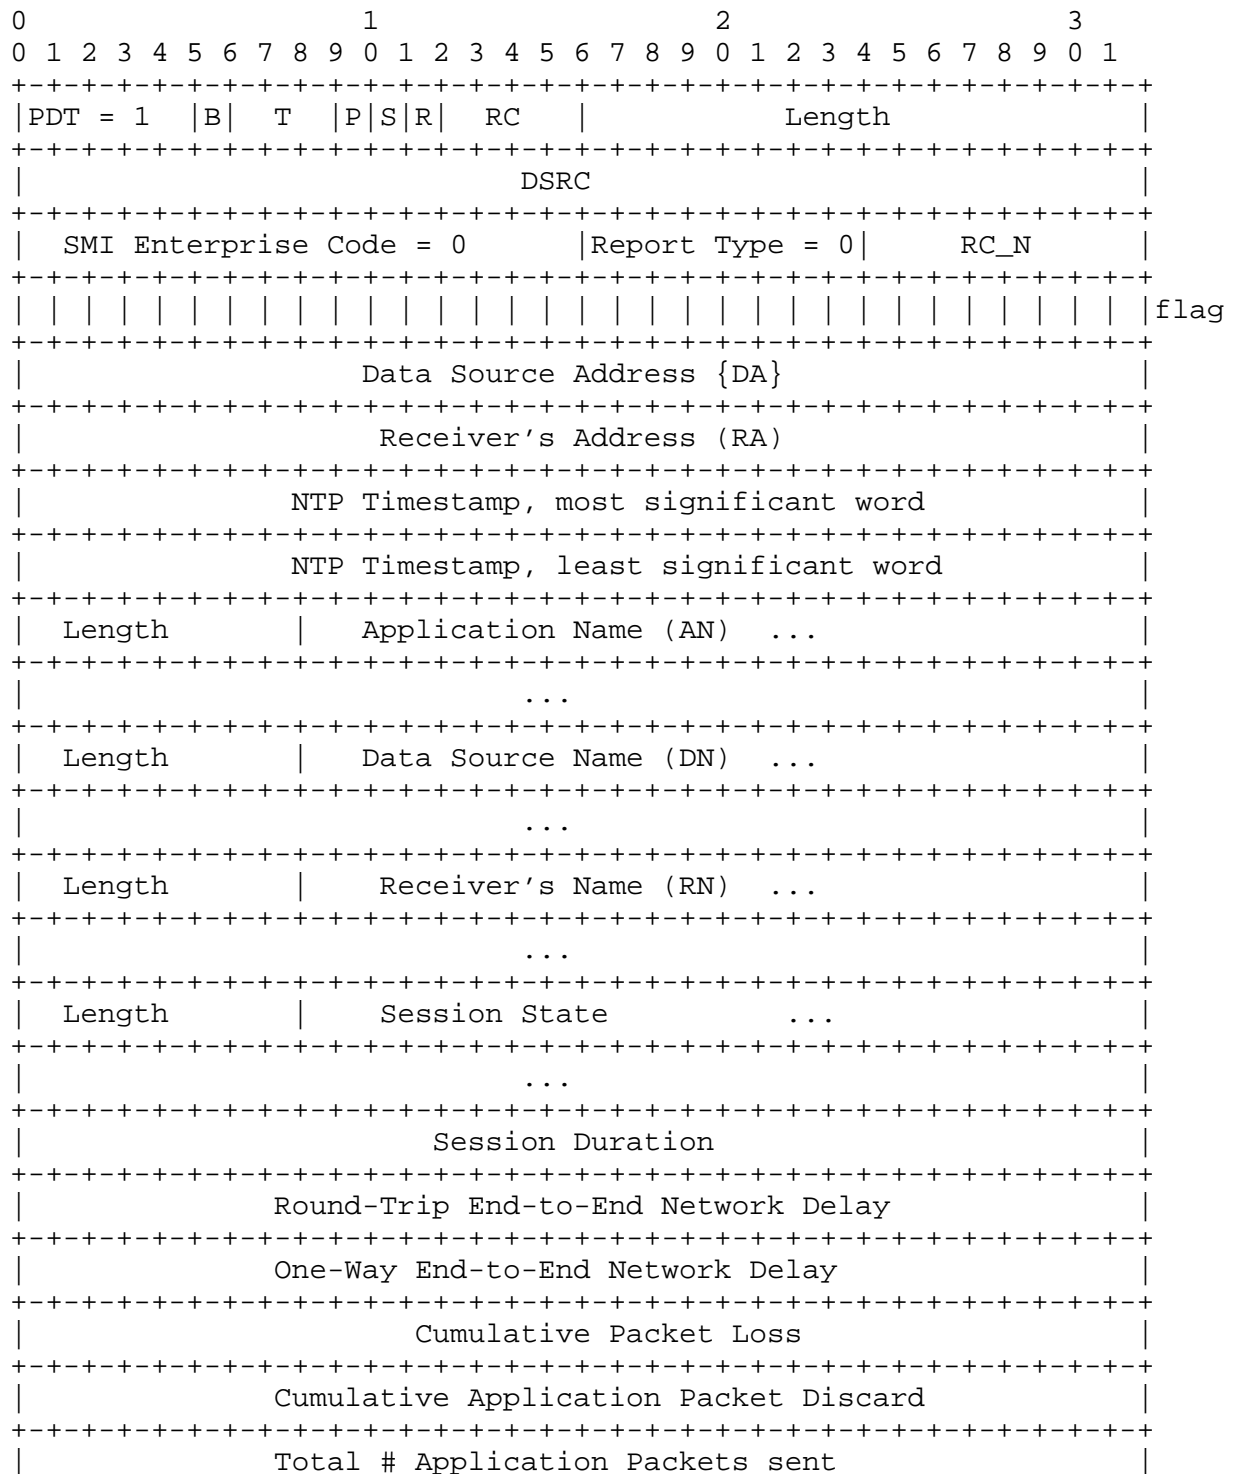 0                   1                   2                   3
0 1 2 3 4 5 6 7 8 9 0 1 2 3 4 5 6 7 8 9 0 1 2 3 4 5 6 7 8 9 0 1
+-+-+-+-+-+-+-+-+-+-+-+-+-+-+-+-+-+-+-+-+-+-+-+-+-+-+-+-+-+-+-+-+
|PDT = 1  |B|  T  |P|S|R|  RC   |           Length              |
+-+-+-+-+-+-+-+-+-+-+-+-+-+-+-+-+-+-+-+-+-+-+-+-+-+-+-+-+-+-+-+-+
|                            DSRC                               |
+-+-+-+-+-+-+-+-+-+-+-+-+-+-+-+-+-+-+-+-+-+-+-+-+-+-+-+-+-+-+-+-+
|  SMI Enterprise Code = 0      |Report Type = 0|     RC_N      |
+-+-+-+-+-+-+-+-+-+-+-+-+-+-+-+-+-+-+-+-+-+-+-+-+-+-+-+-+-+-+-+-+
| | | | | | | | | | | | | | | | | | | | | | | | | | | | | | | | |flag
+-+-+-+-+-+-+-+-+-+-+-+-+-+-+-+-+-+-+-+-+-+-+-+-+-+-+-+-+-+-+-+-+
|                   Data Source Address {DA}                    |
+-+-+-+-+-+-+-+-+-+-+-+-+-+-+-+-+-+-+-+-+-+-+-+-+-+-+-+-+-+-+-+-+
|                    Receiver's Address (RA)                    |
+-+-+-+-+-+-+-+-+-+-+-+-+-+-+-+-+-+-+-+-+-+-+-+-+-+-+-+-+-+-+-+-+
|               NTP Timestamp, most significant word            |
+-+-+-+-+-+-+-+-+-+-+-+-+-+-+-+-+-+-+-+-+-+-+-+-+-+-+-+-+-+-+-+-+
|               NTP Timestamp, least significant word           |
+-+-+-+-+-+-+-+-+-+-+-+-+-+-+-+-+-+-+-+-+-+-+-+-+-+-+-+-+-+-+-+-+
|  Length       |   Application Name (AN)  ...                  |
+-+-+-+-+-+-+-+-+-+-+-+-+-+-+-+-+-+-+-+-+-+-+-+-+-+-+-+-+-+-+-+-+
|                            ...                                |
+-+-+-+-+-+-+-+-+-+-+-+-+-+-+-+-+-+-+-+-+-+-+-+-+-+-+-+-+-+-+-+-+
|  Length       |   Data Source Name (DN)  ...                  |
+-+-+-+-+-+-+-+-+-+-+-+-+-+-+-+-+-+-+-+-+-+-+-+-+-+-+-+-+-+-+-+-+
|                            ...                                |
+-+-+-+-+-+-+-+-+-+-+-+-+-+-+-+-+-+-+-+-+-+-+-+-+-+-+-+-+-+-+-+-+
|  Length       |    Receiver's Name (RN)  ...                  |
+-+-+-+-+-+-+-+-+-+-+-+-+-+-+-+-+-+-+-+-+-+-+-+-+-+-+-+-+-+-+-+-+
|                            ...                                |
+-+-+-+-+-+-+-+-+-+-+-+-+-+-+-+-+-+-+-+-+-+-+-+-+-+-+-+-+-+-+-+-+
|  Length       |    Session State          ...                 |
+-+-+-+-+-+-+-+-+-+-+-+-+-+-+-+-+-+-+-+-+-+-+-+-+-+-+-+-+-+-+-+-+
|                            ...                                |
+-+-+-+-+-+-+-+-+-+-+-+-+-+-+-+-+-+-+-+-+-+-+-+-+-+-+-+-+-+-+-+-+
|                       Session Duration                        |
+-+-+-+-+-+-+-+-+-+-+-+-+-+-+-+-+-+-+-+-+-+-+-+-+-+-+-+-+-+-+-+-+
|              Round-Trip End-to-End Network Delay              |
+-+-+-+-+-+-+-+-+-+-+-+-+-+-+-+-+-+-+-+-+-+-+-+-+-+-+-+-+-+-+-+-+
|              One-Way End-to-End Network Delay                 |
+-+-+-+-+-+-+-+-+-+-+-+-+-+-+-+-+-+-+-+-+-+-+-+-+-+-+-+-+-+-+-+-+
|                      Cumulative Packet Loss                   |
+-+-+-+-+-+-+-+-+-+-+-+-+-+-+-+-+-+-+-+-+-+-+-+-+-+-+-+-+-+-+-+-+
|              Cumulative Application Packet Discard            |
+-+-+-+-+-+-+-+-+-+-+-+-+-+-+-+-+-+-+-+-+-+-+-+-+-+-+-+-+-+-+-+-+
|              Total # Application Packets sent                 |